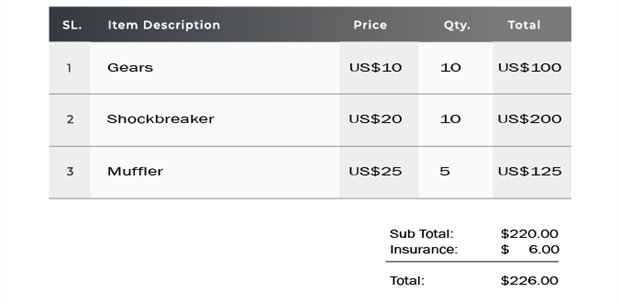 SL. Item Description Price Qty. Total
1 Gears US$10 10 US$100
2 Shockbreaker US$20 10 US$200
3 Muffler US$25 5 US$125
Sub Total: $220.00
Insurance: $ 6.00
Total: $226.00